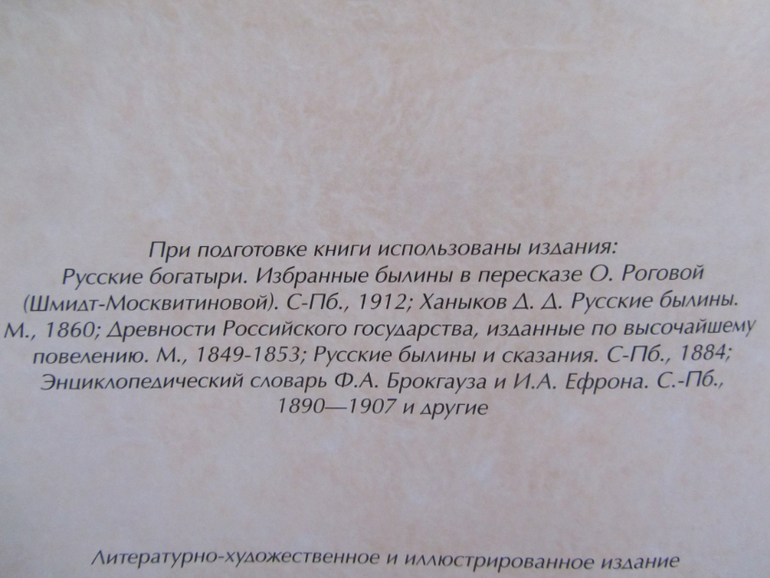 При подготовке книги использованы издания:
Русские богатыри. Избранные былины в пересказе О. Роговой
(Шмидт-Москвитиновой). С-Пб., 1912; Ханыков Д. Д. Русские былины.
М., 1860; Древности Российского государства, изданные по высочайшему
повелению. М., 1849-1853; Русские былины и сказания. С-Пб., 1884;
Энциклопедический словарь Ф.А. Брокгауза и И.А. Ефрона. С.-Пб.,
1890—1907 и другие
Литературно-художественное и иллюстрированное издание